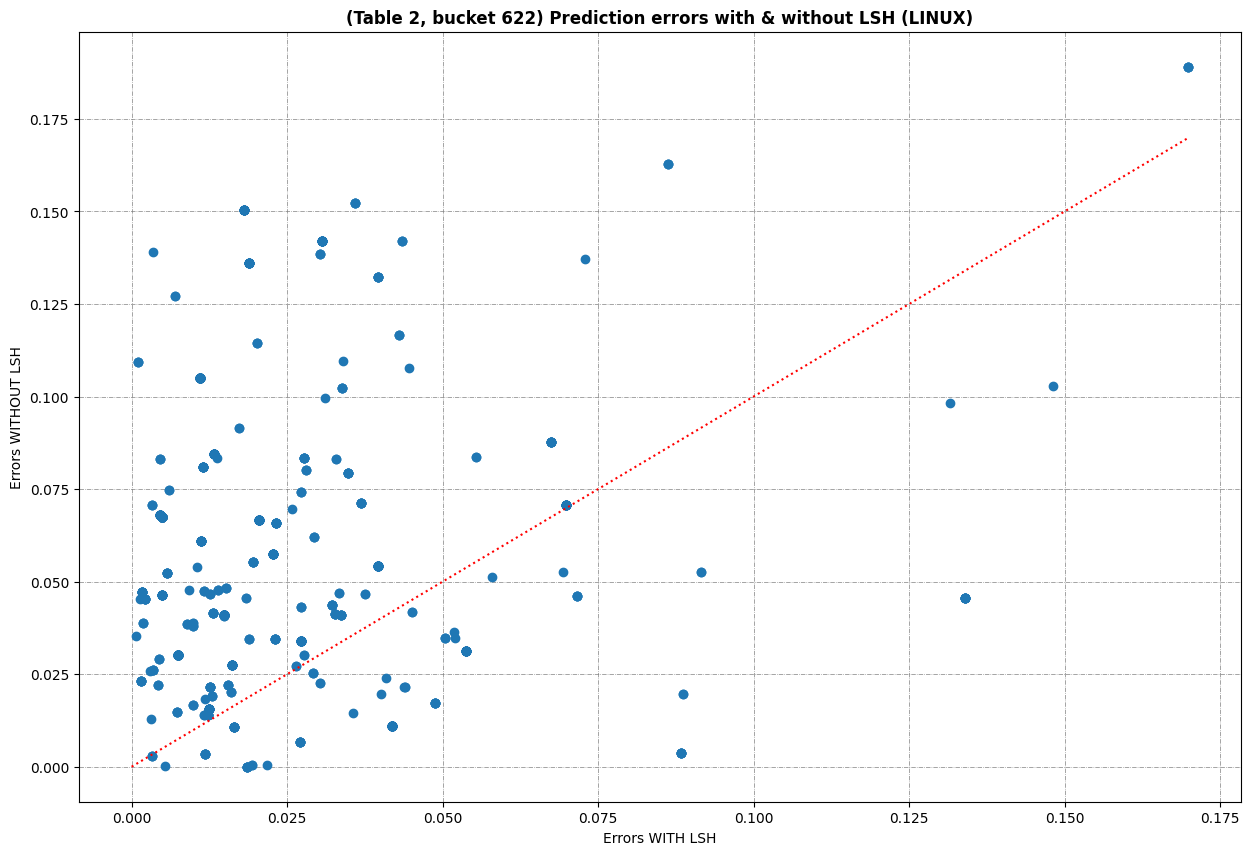 (Table 2, bucket 622) Prediction errors with & without LSH (LINUX)
0.175
0.150
0.125
0.100
0.075
0.050
0.025
0.000
Errors WITHOUT LSH
0.000 0.025 0.050 0.075 0.100 0.125 0.150 0.175
Errors WITH LSH